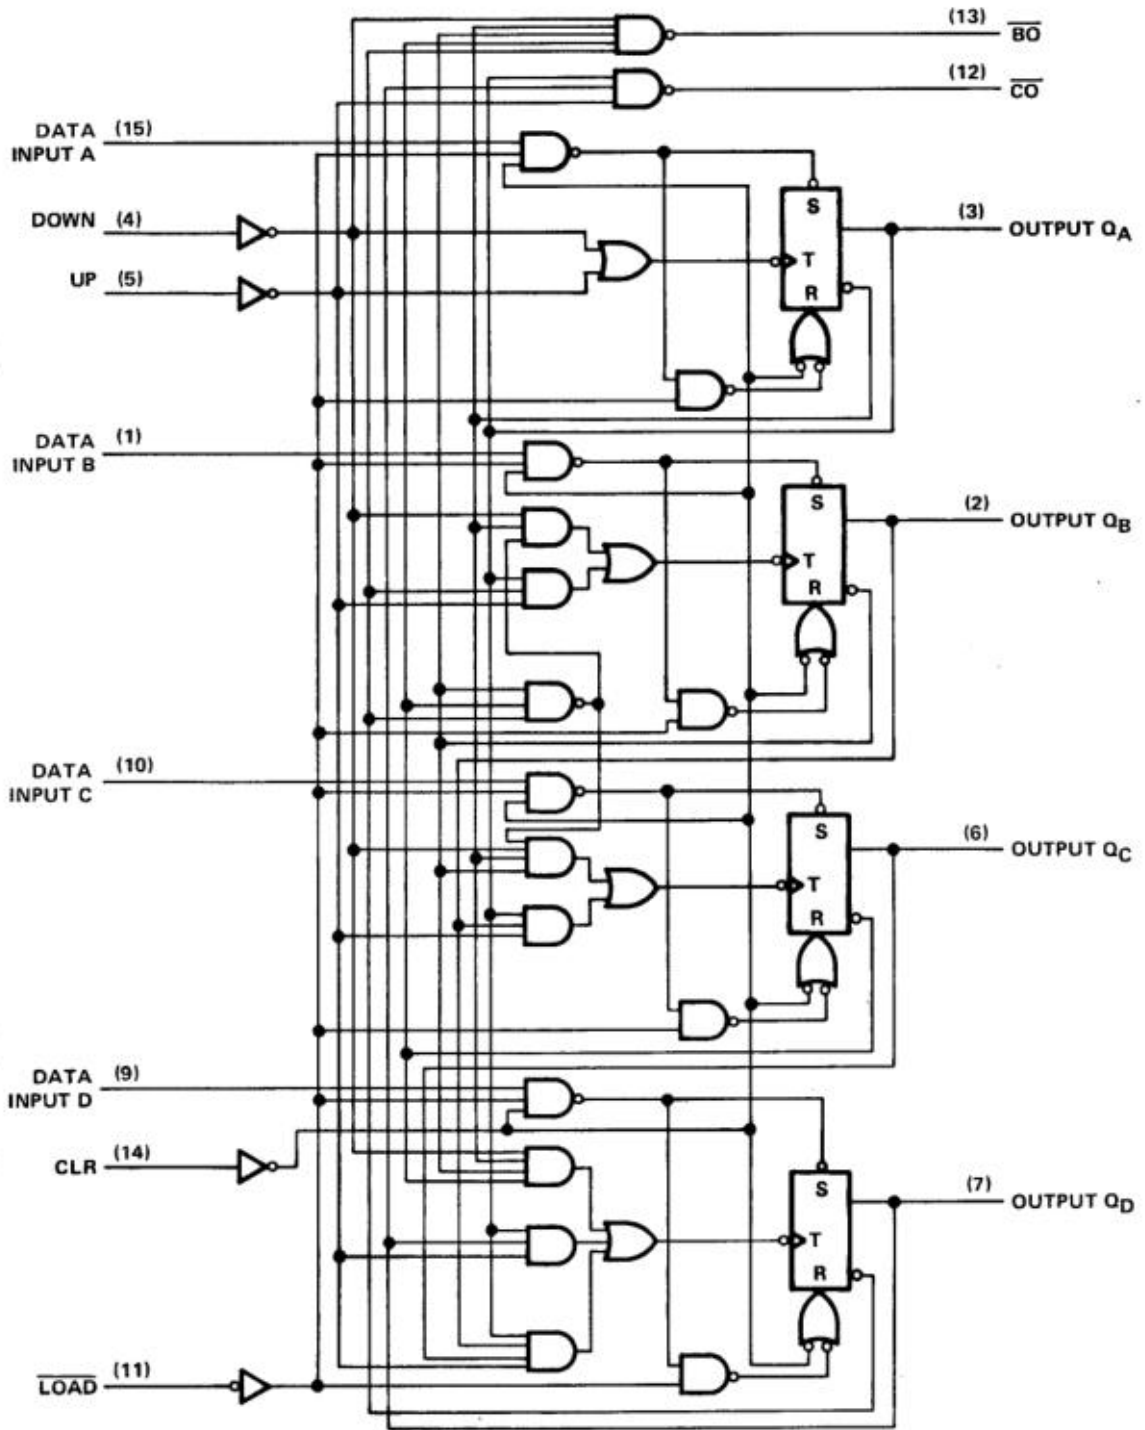 (13) BO
(12) CO
DATA INPUT A (15)
S
DOWN (4)
(3) OUTPUT QA
T
UP (5)
R
DATA INPUT B (1)
S
(2) OUTPUT QB
T
R
DATA INPUT C (10)
S
(6) OUTPUT QC
T
R
DATA INPUT D (9)
CLR (14)
S
(7) OUTPUT QD
T
R
LOAD (11)